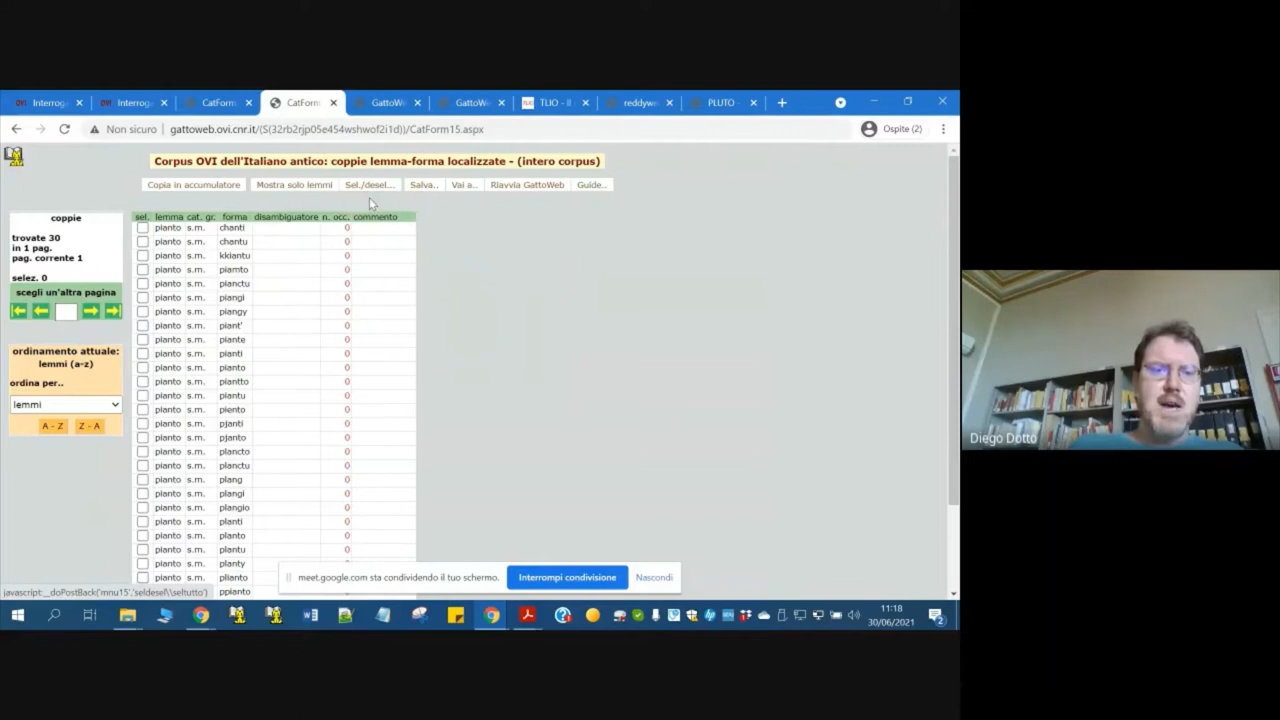 Interroga
Interroga
CatForm
CatForm
GattoWe
GattoWe
TLIO - Il
reddywe
PLUTO -
Non sicuro
gattoweb.ovi.cnr.it/(S(32rb2rjp05e454wshwof2i1d))/CatForm15.aspx
Ospite (2)
Corpus OVI dell'Italiano antico: coppie lemma-forma localizzate - (intero corpus)
Copia in accumulatore Mostra solo lemmi Sel./desel... Salva.. Vai a.. Riavvia GattoWeb Guide..
coppie
trovate 30
in 1 pag.
pag. corrente 1
selez. 0
scegli un'altra pagina
ordinamento attuale:
lemmi (a-z)
ordina per..
lemmi
A - Z Z - A
sel. lemma cat. gr. forma disambiguatore n. occ. commento
pianto s.m. chanti 0
pianto s.m. chantu 0
pianto s.m. kkiantu 0
pianto s.m. piamto 0
pianto s.m. pianctu 0
pianto s.m. piangi 0
pianto s.m. piangy 0
pianto s.m. piant' 0
pianto s.m. piante 0
pianto s.m. pianti 0
pianto s.m. pianto 0
pianto s.m. piantto 0
pianto s.m. piantu 0
pianto s.m. piento 0
pianto s.m. pjanti 0
pianto s.m. pjanto 0
pianto s.m. plancto 0
pianto s.m. planctu 0
pianto s.m. plang 0
pianto s.m. plangi 0
pianto s.m. plangio 0
pianto s.m. planti 0
pianto s.m. planto 0
pianto s.m. plantu 0
pianto s.m. planty 0
pianto s.m. plianto 0
ppianto
meet.google.com sta condividendo il tuo schermo. Interrompi condivisione Nascondi
javascript:__doPostBack('mnu15','seldesel\\seltutto')
11:18
30/06/2021
Diego Dotto